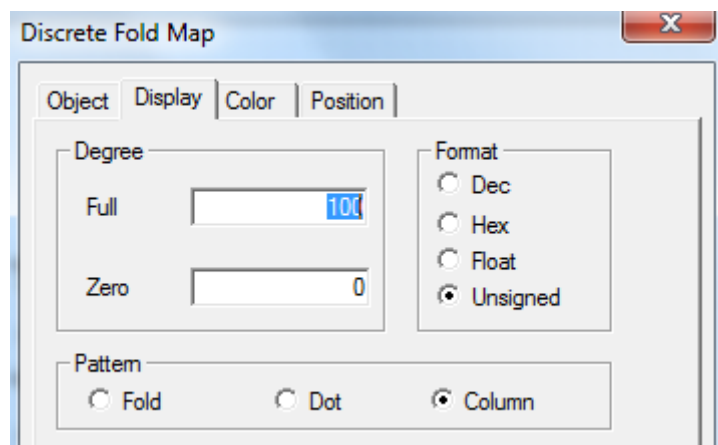 Discrete Fold Map
X
Object Display Color Position
Degree
Full 100
Zero 0
Format
Dec
Hex
Float
Unsigned
Pattern
Fold Dot Column